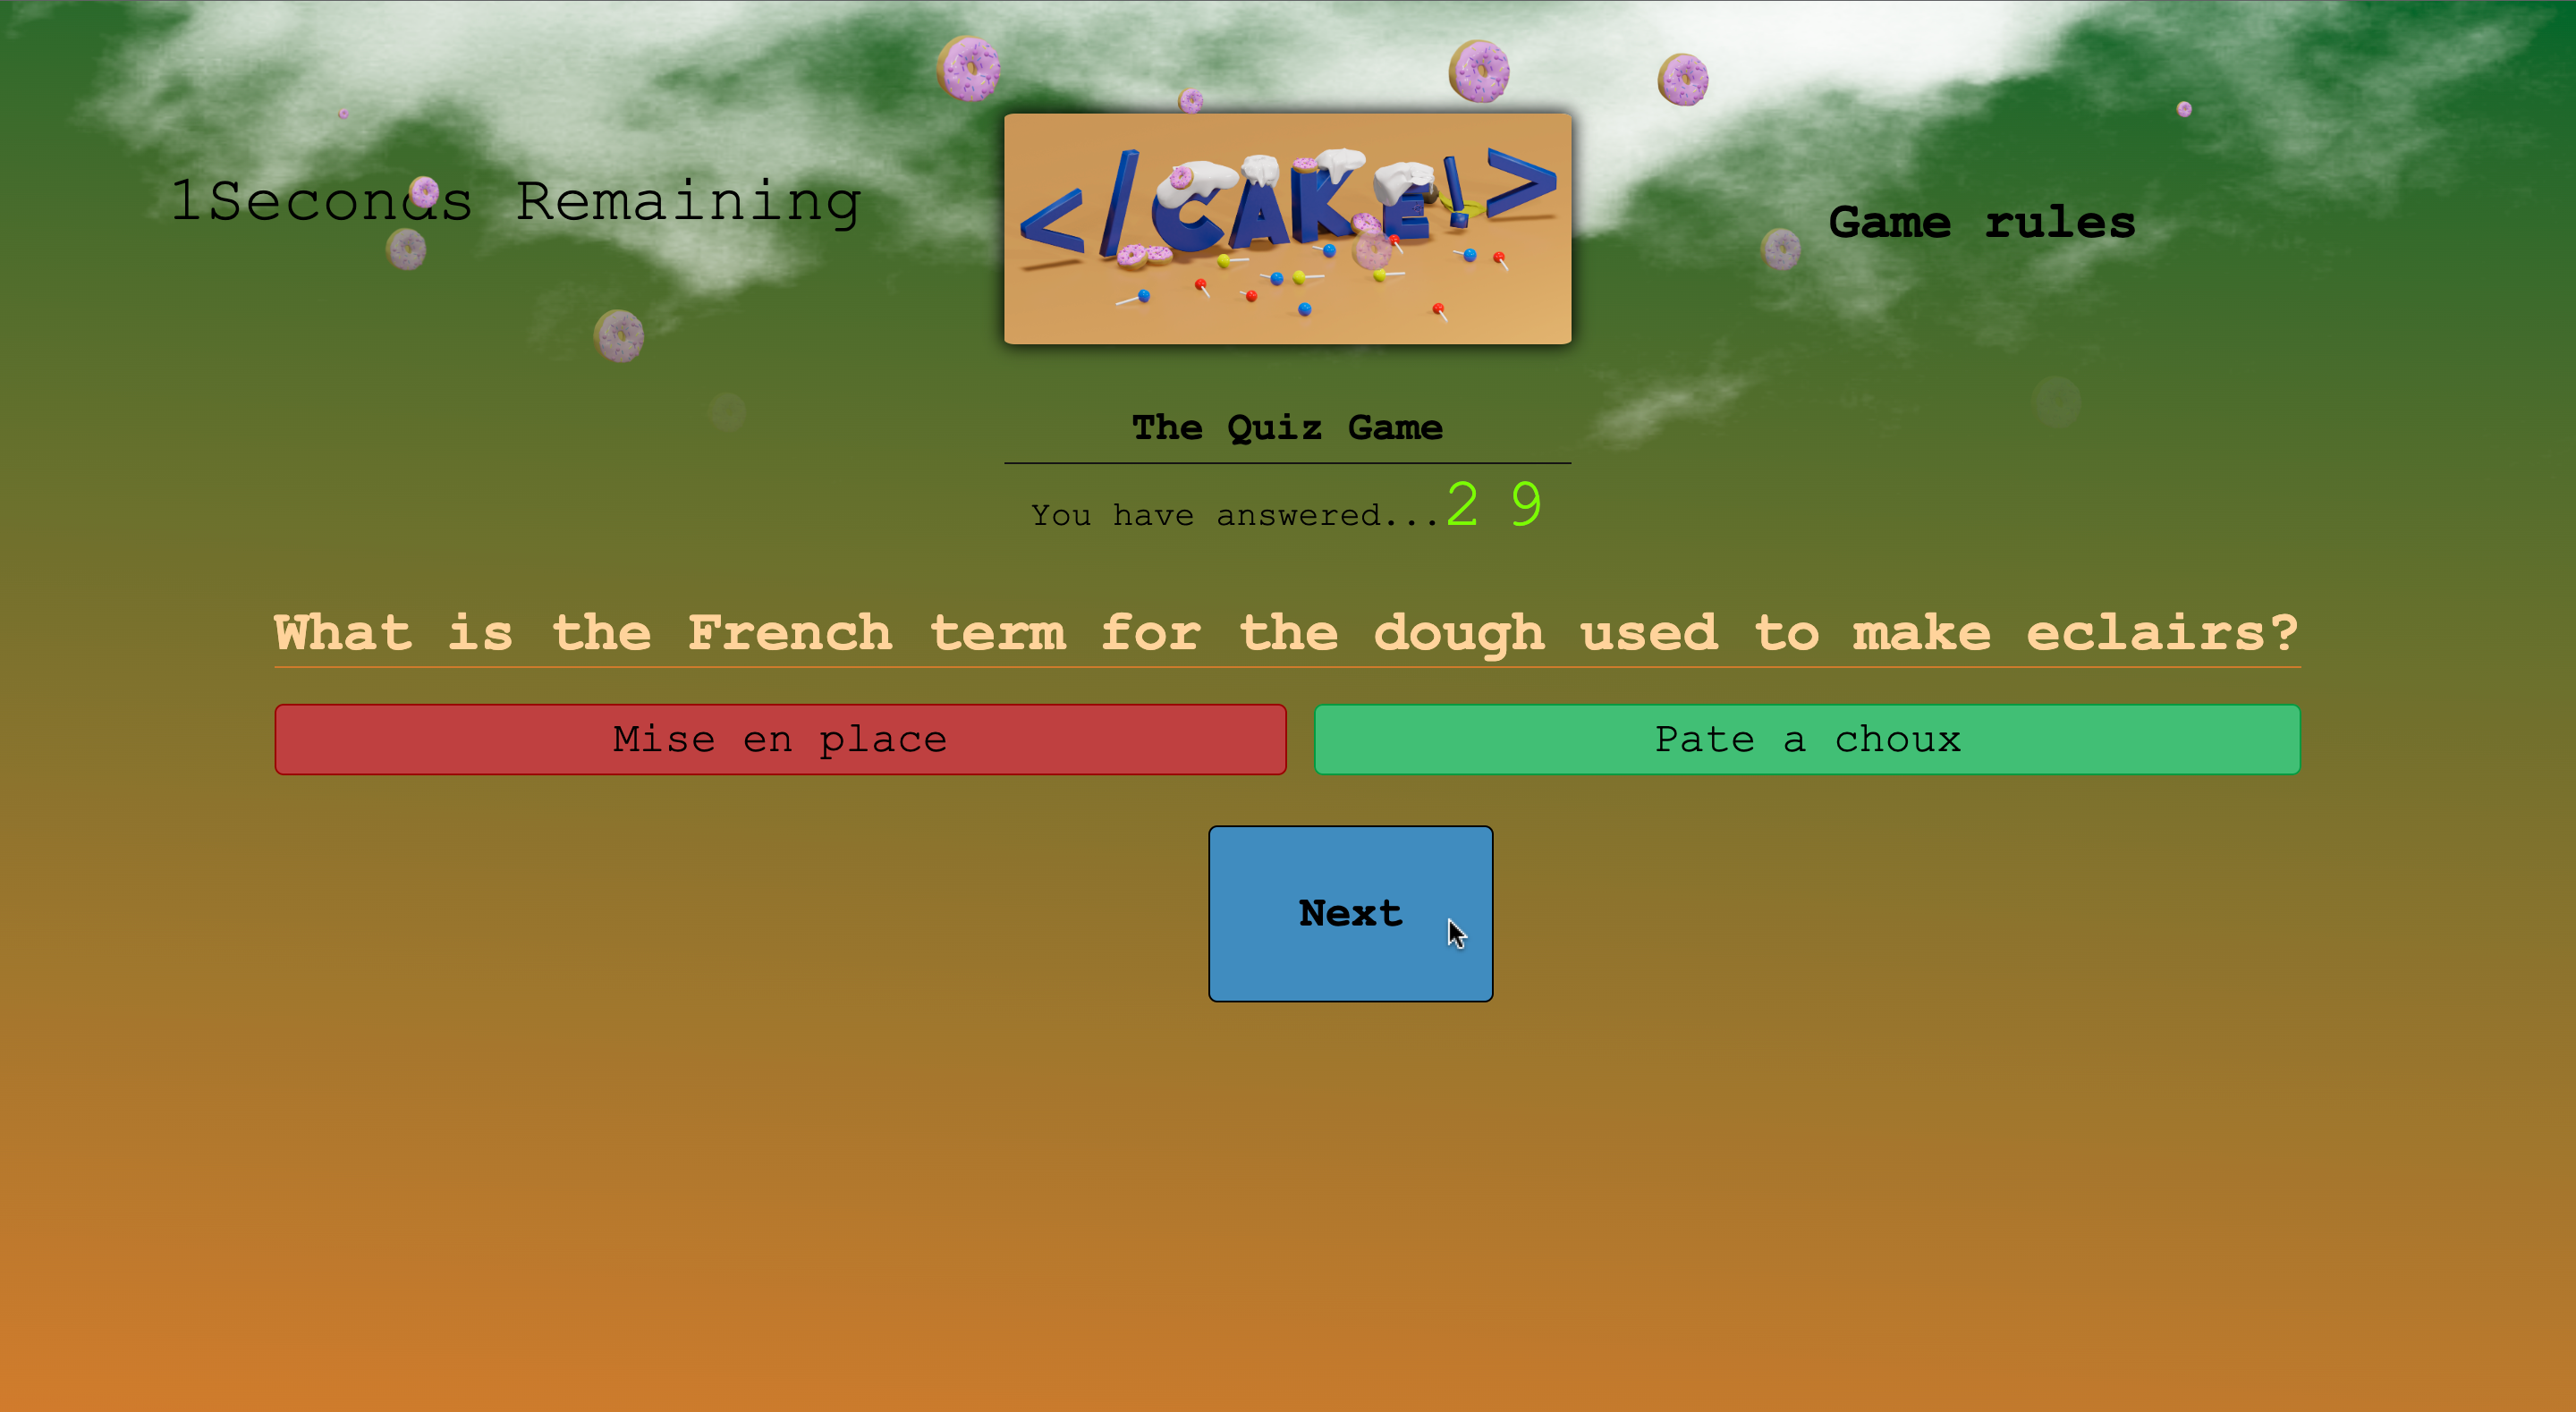 1Seconds Remaining
</CAKE!>
Game rules
The Quiz Game
You have answered...2 9
What is the French term for the dough used to make eclairs?
Mise en place
Pate a choux
Next